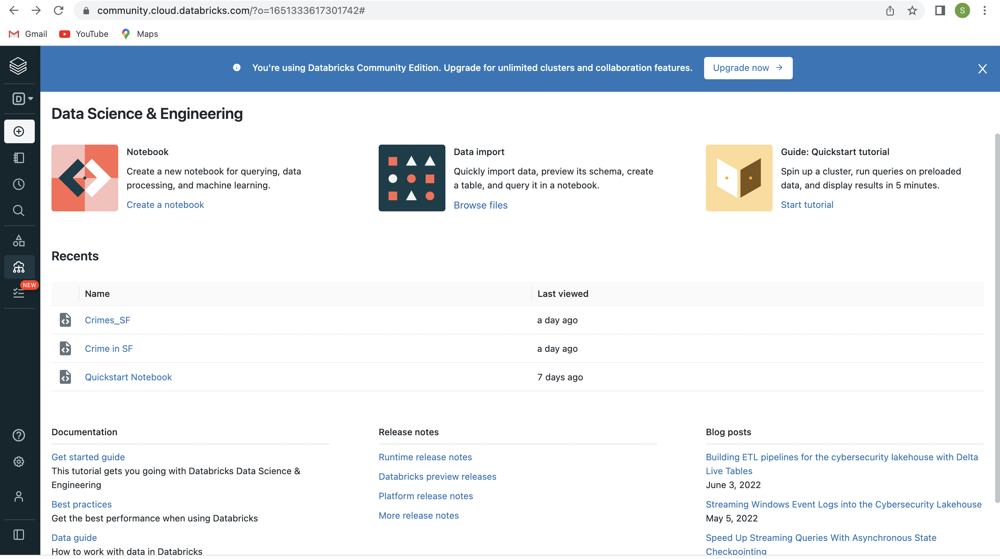 community.cloud.databricks.com/?o=1651333617301742#
S
Gmail YouTube Maps
You're using Databricks Community Edition. Upgrade for unlimited clusters and collaboration features. Upgrade now →
D
Data Science & Engineering
Notebook
Create a new notebook for querying, data
processing, and machine learning.
Create a notebook
Data import
Quickly import data, preview its schema, create
a table, and query it in a notebook.
Browse files
Guide: Quickstart tutorial
Spin up a cluster, run queries on preloaded
data, and display results in 5 minutes.
Start tutorial
Recents
NEW
Name Last viewed
Crimes_SF a day ago
Crime in SF a day ago
Quickstart Notebook 7 days ago
Documentation
Get started guide
This tutorial gets you going with Databricks Data Science &
Engineering
Best practices
Get the best performance when using Databricks
Data guide
How to work with data in Databricks
Release notes
Runtime release notes
Databricks preview releases
Platform release notes
More release notes
Blog posts
Building ETL pipelines for the cybersecurity lakehouse with Delta
Live Tables
June 3, 2022
Streaming Windows Event Logs into the Cybersecurity Lakehouse
May 5, 2022
Speed Up Streaming Queries With Asynchronous State
Checkpointing